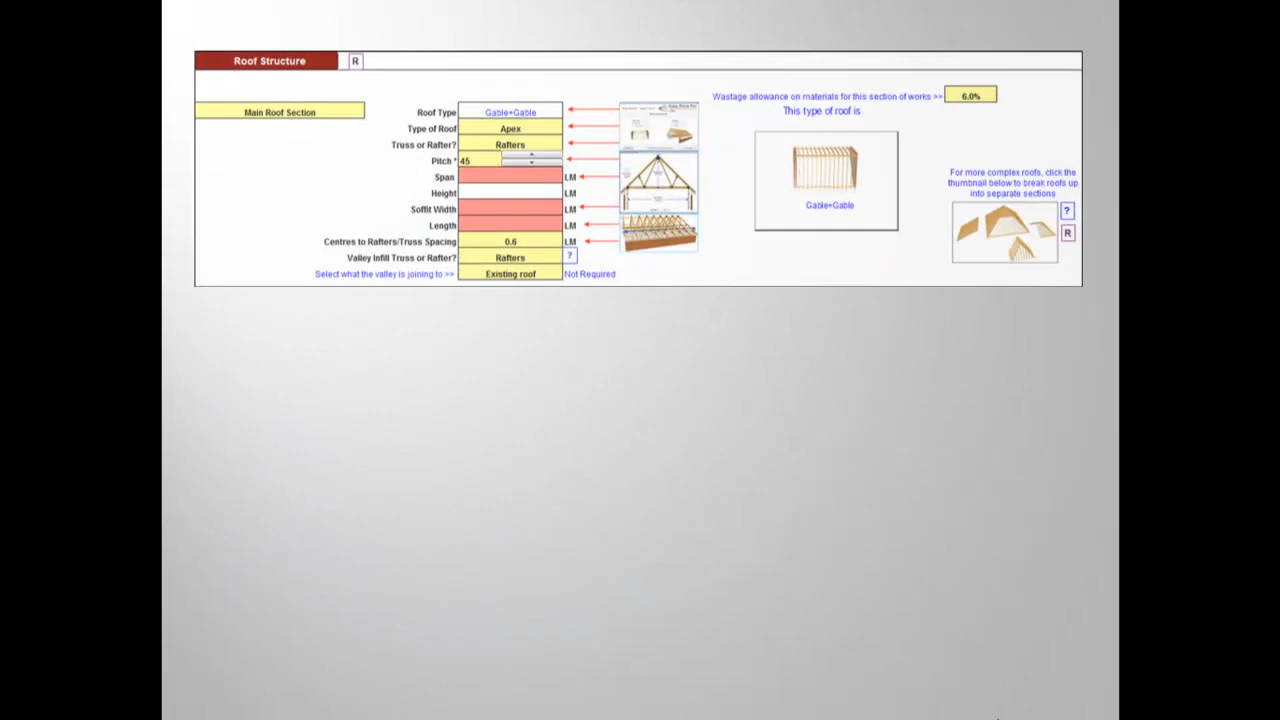 Roof Structure R
Wastage allowance on materials for this section of works >> 6.0%
Main Roof Section
Roof Type Gable+Gable
This type of roof is
Type of Roof Apex
Truss or Rafter? Rafters
Pitch ° 45
Span LM
Height LM
Soffit Width LM
Length LM
Centres to Rafters/Truss Spacing 0.6 LM
Valley Infill Truss or Rafter? Rafters ?
Select what the valley is joining to >> Existing roof Not Required
Gable+Gable
For more complex roofs, click the
thumbnail below to break roofs up
into separate sections
?
R